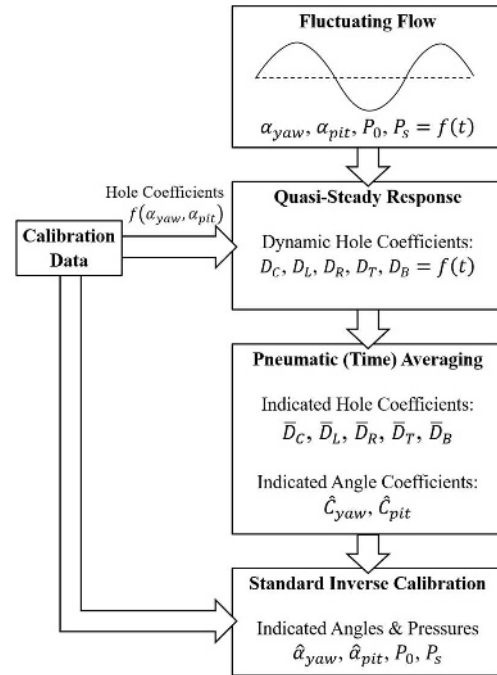 Fluctuating Flow
α_yaw, α_pit, P_0, P_s = f(t)
Hole Coefficients
f(α_yaw, α_pit)
Calibration
Data
Quasi-Steady Response
Dynamic Hole Coefficients:
D_C, D_L, D_R, D_T, D_B = f(t)
Pneumatic (Time) Averaging
Indicated Hole Coefficients:
D̅_C, D̅_L, D̅_R, D̅_T, D̅_B
Indicated Angle Coefficients:
Ĉ_yaw, Ĉ_pit
Standard Inverse Calibration
Indicated Angles & Pressures
α̂_yaw, α̂_pit, P_0, P_s